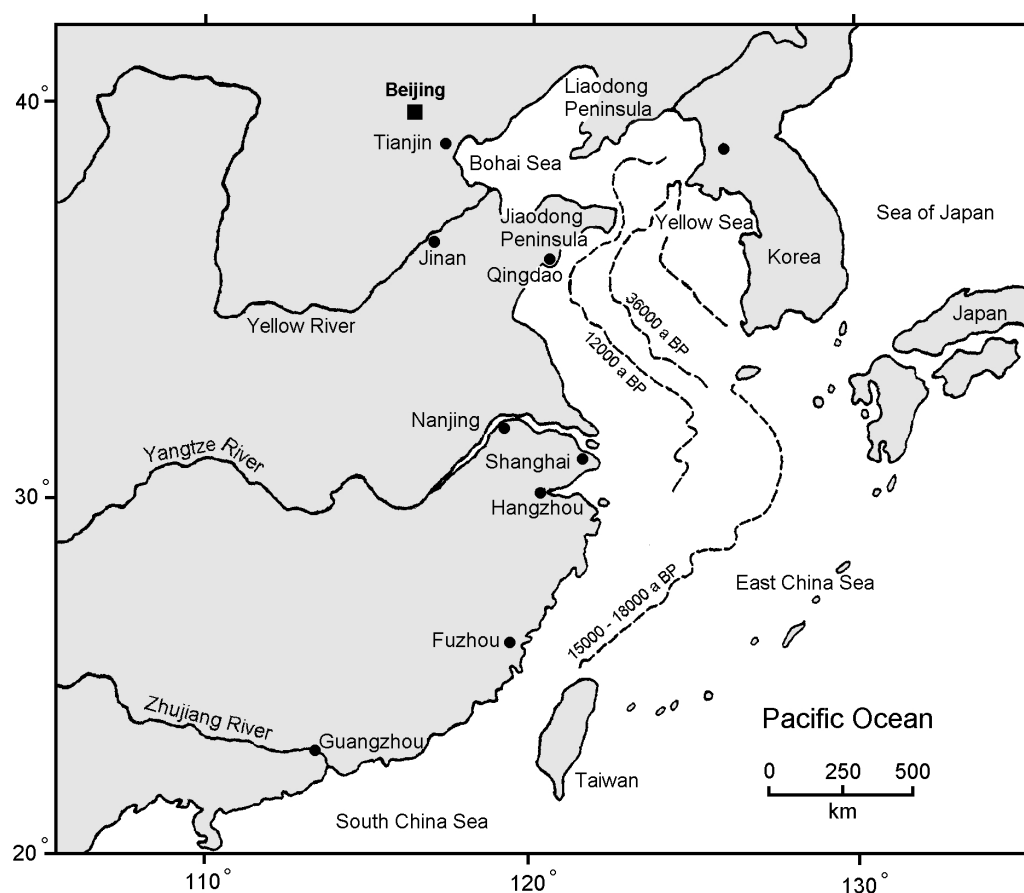 40°
Beijing
Tianjin
Liaodong
Peninsula
Bohai Sea
Jiaodong
Peninsula
Yellow Sea
Sea of Japan
Jinan
Qingdao
Korea
Yellow River
36000 a BP
12000 a BP
Japan
Nanjing
Yangtze River
Shanghai
30°
Hangzhou
East China Sea
15000 - 18000 a BP
Fuzhou
Zhujiang River
Guangzhou
Pacific Ocean
Taiwan
0 250 500
km
South China Sea
20°
110° 120° 130°